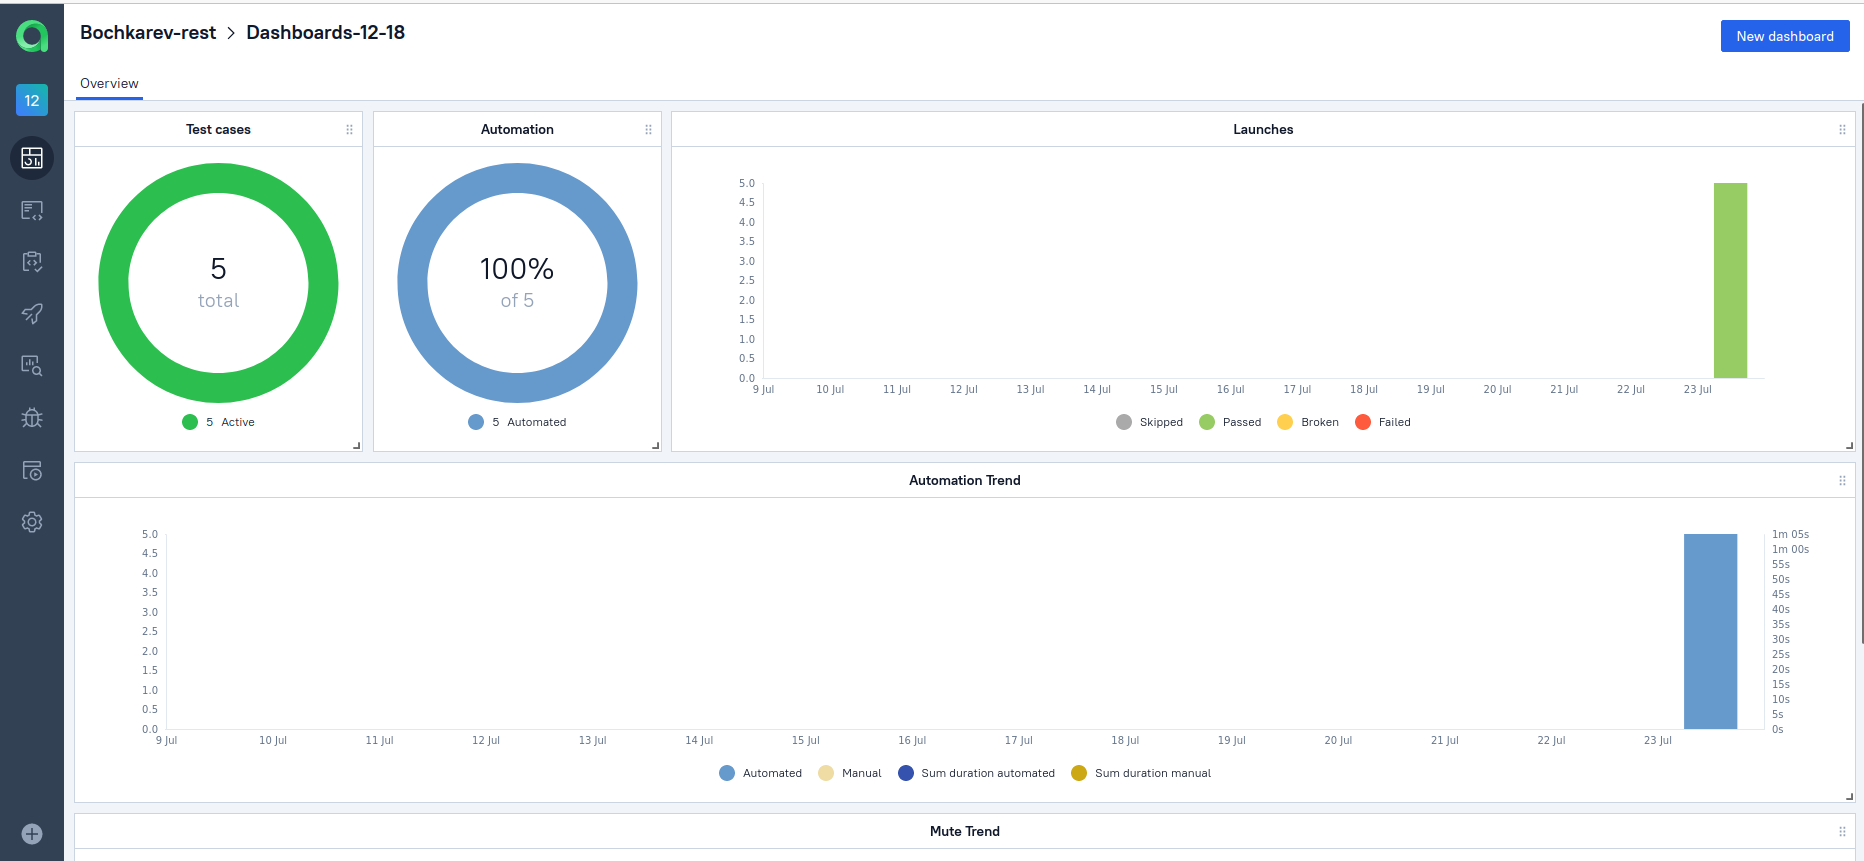 Bochkarev-rest > Dashboards-12-18
New dashboard
12
Overview
Test cases
5
total
5 Active
Automation
100%
of 5
5 Automated
Launches
5.0
4.5
4.0
3.5
3.0
2.5
2.0
1.5
1.0
0.5
0.0
9 Jul 10 Jul 11 Jul 12 Jul 13 Jul 14 Jul 15 Jul 16 Jul 17 Jul 18 Jul 19 Jul 20 Jul 21 Jul 22 Jul 23 Jul
Skipped Passed Broken Failed
Automation Trend
5.0
4.5
4.0
3.5
3.0
2.5
2.0
1.5
1.0
0.5
0.0
1m 05s
1m 00s
55s
50s
45s
40s
35s
30s
25s
20s
15s
10s
5s
0s
9 Jul 10 Jul 11 Jul 12 Jul 13 Jul 14 Jul 15 Jul 16 Jul 17 Jul 18 Jul 19 Jul 20 Jul 21 Jul 22 Jul 23 Jul
Automated Manual Sum duration automated Sum duration manual
Mute Trend